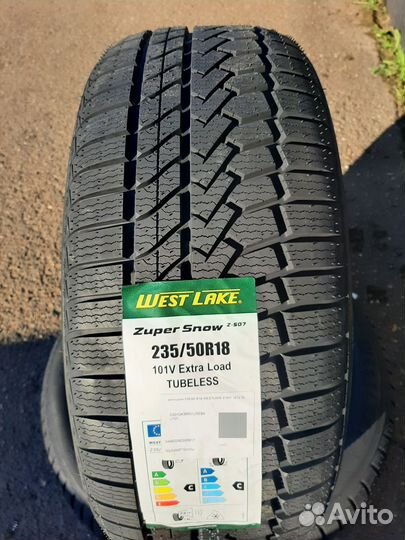 WEST LAKE
Zuper Snow Z-507
235/50R18
101V Extra Load
TUBELESS
C
C
Avito